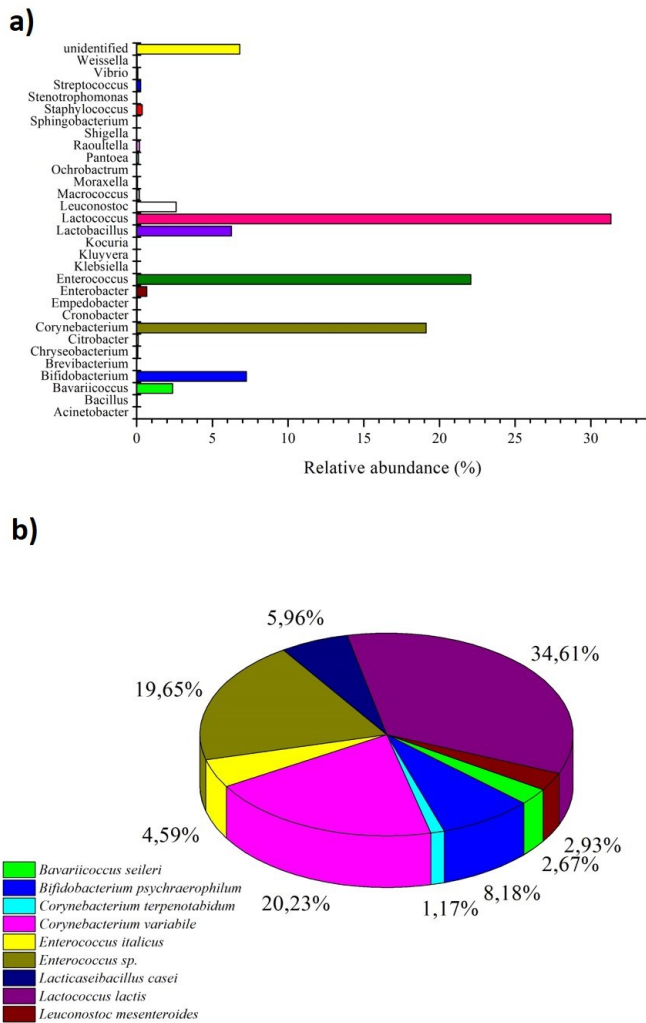 a)
unidentified
Weissella
Vibrio
Streptococcus
Stenotrophomonas
Staphylococcus
Sphingobacterium
Shigella
Raoultella
Pantoea
Ochrobactrum
Moraxella
Macrococcus
Leuconostoc
Lactococcus
Lactobacillus
Kocuria
Kluyvera
Klebsiella
Enterococcus
Enterobacter
Empedobacter
Cronobacter
Corynebacterium
Citrobacter
Chryseobacterium
Brevibacterium
Bifidobacterium
Bavariicoccus
Bacillus
Acinetobacter
0 5 10 15 20 25 30
Relative abundance (%)
b)
5,96%
34,61%
19,65%
4,59%
2,93%
2,67%
8,18%
1,17%
20,23%
Bavariicoccus seileri
Bifidobacterium psychraerophilum
Corynebacterium terpenotabidum
Corynebacterium variabile
Enterococcus italicus
Enterococcus sp.
Lacticaseibacillus casei
Lactococcus lactis
Leuconostoc mesenteroides